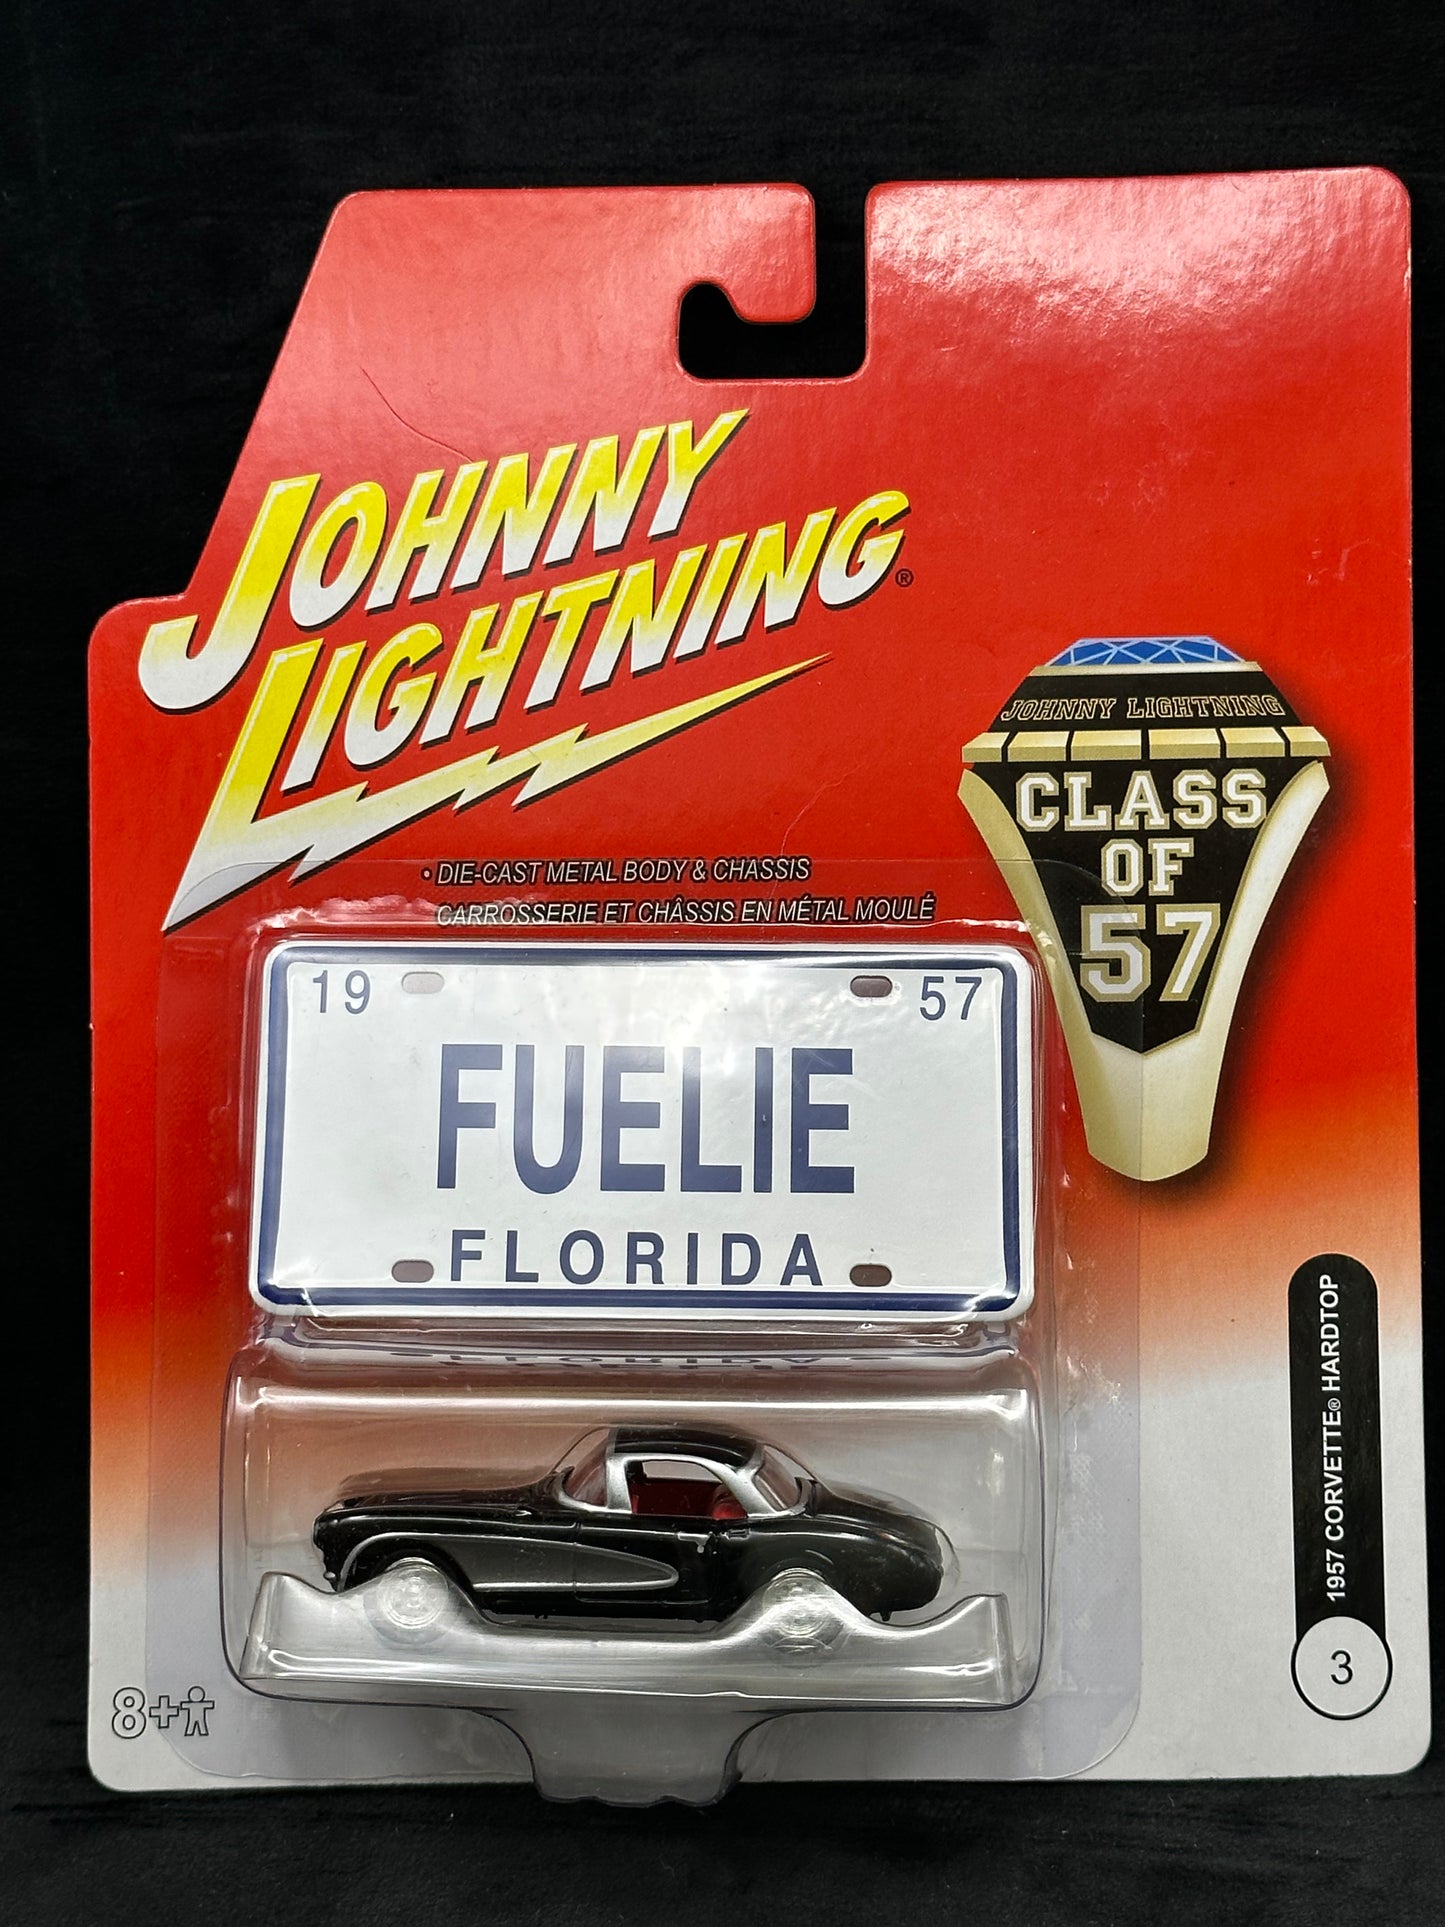 JOHNNY
LIGHTNING®
JOHNNY LIGHTNING
CLASS
OF
57
• DIE-CAST METAL BODY & CHASSIS
CARROSSERIE ET CHÂSSIS EN MÉTAL MOULÉ
19 57
FUELIE
FLORIDA
1957 CORVETTE® HARDTOP
3
8+